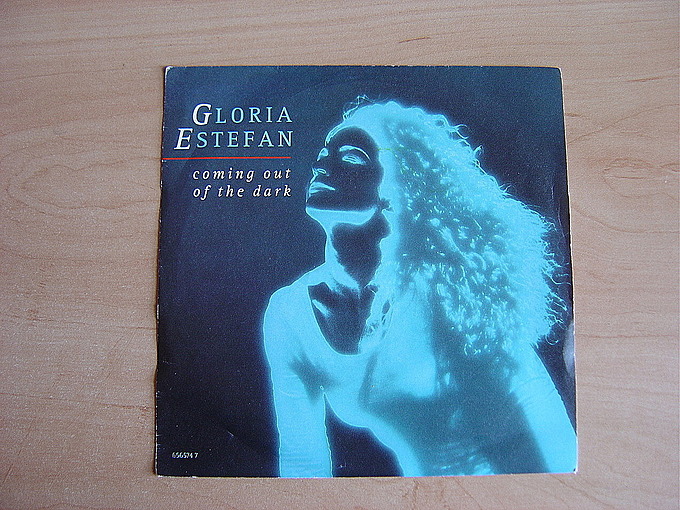 GLORIA
ESTEFAN
coming out
of the dark
656574 7